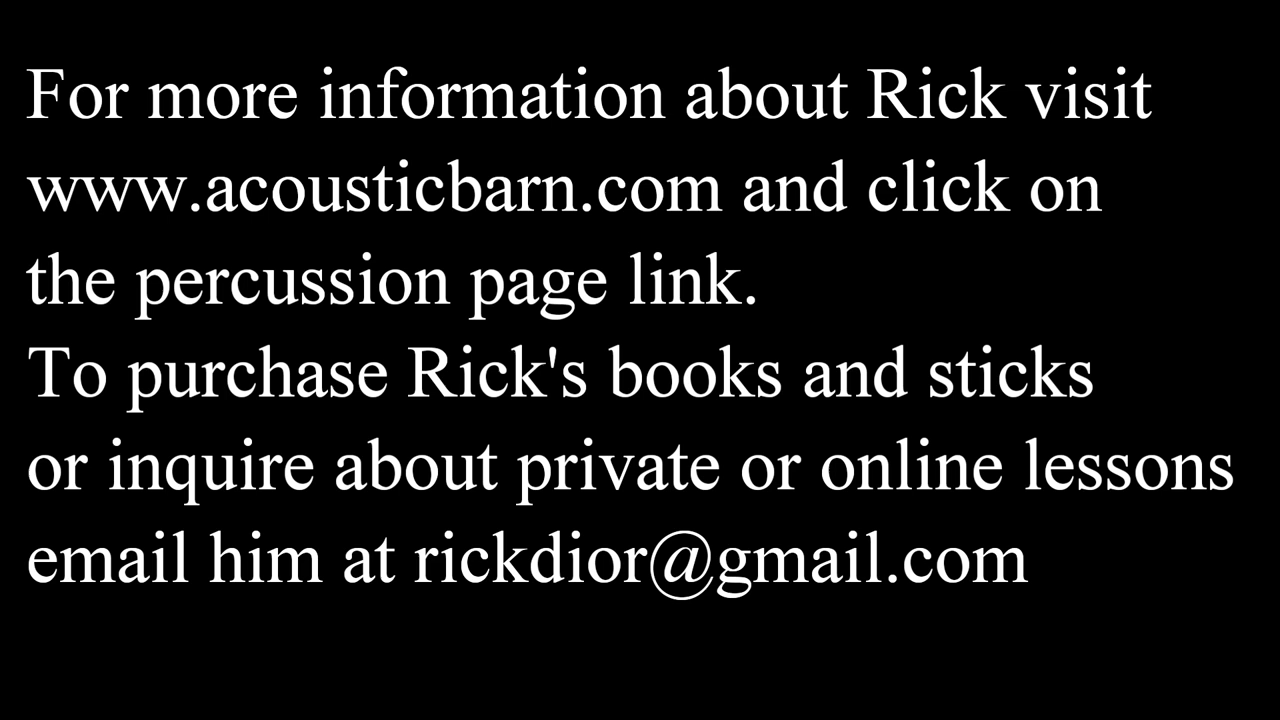 For more information about Rick visit
www.acousticbarn.com and click on
the percussion page link.
To purchase Rick's books and sticks
or inquire about private or online lessons
email him at rickdior@gmail.com